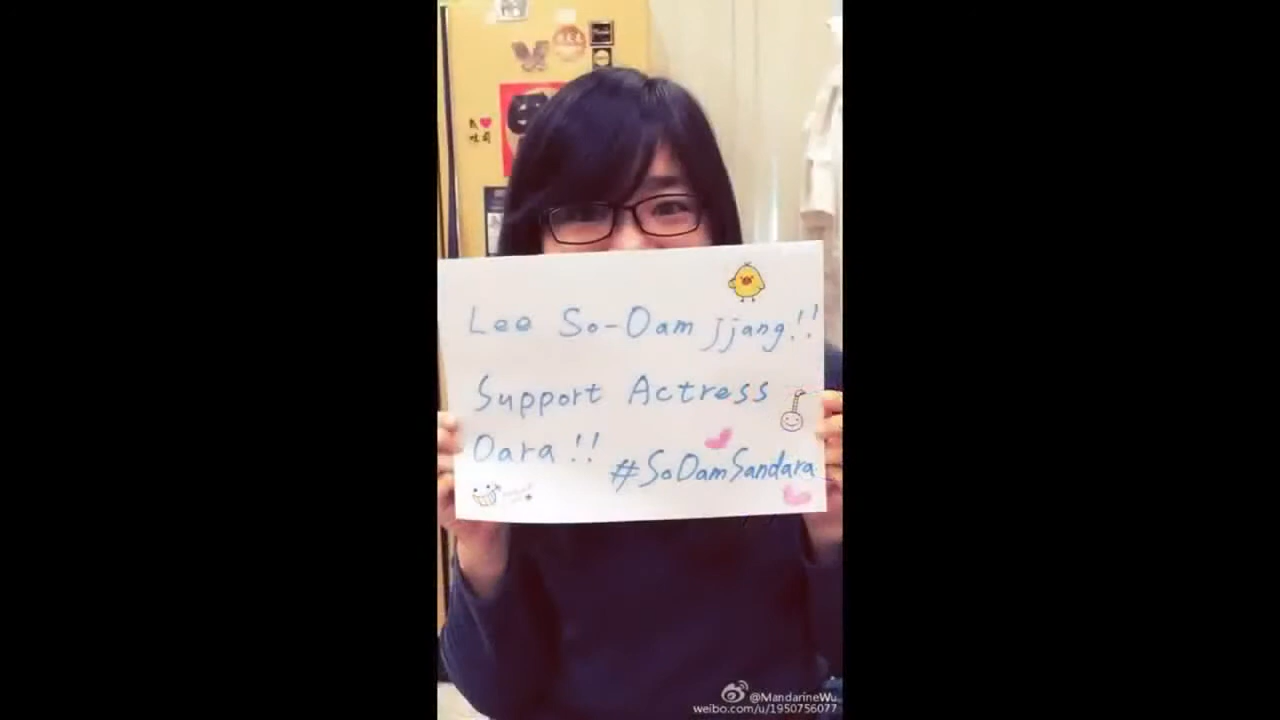 Lee So-Dam jjang!!
Support Actress
Dara!!
#SoDamSandara
@MandarineWu
weibo.com/u/1950756077